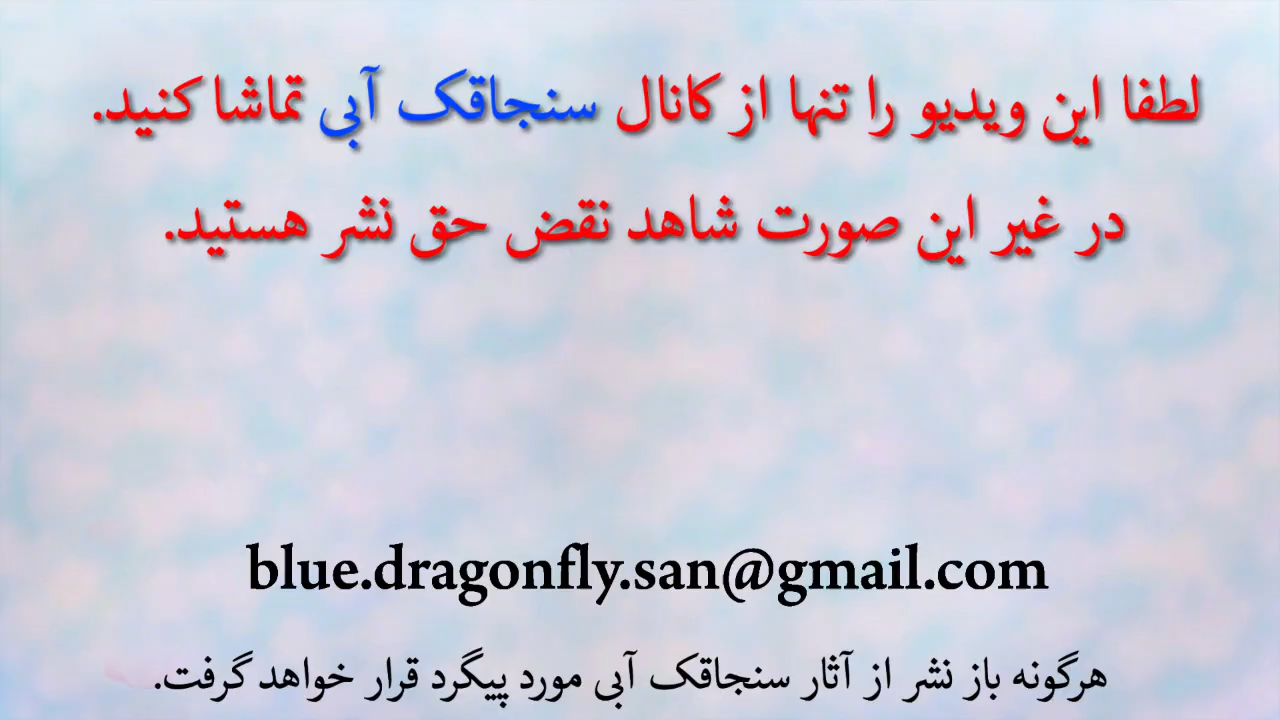 لطفا این ویدیو را تنها از کانال سنجاقک آبی تماشا کنید.
در غیر این صورت شاهد نقض حق نشر هستید.
blue.dragonfly.san@gmail.com
هرگونه باز نشر از آثار سنجاقک آبی مورد پیگرد قرار خواهد گرفت.